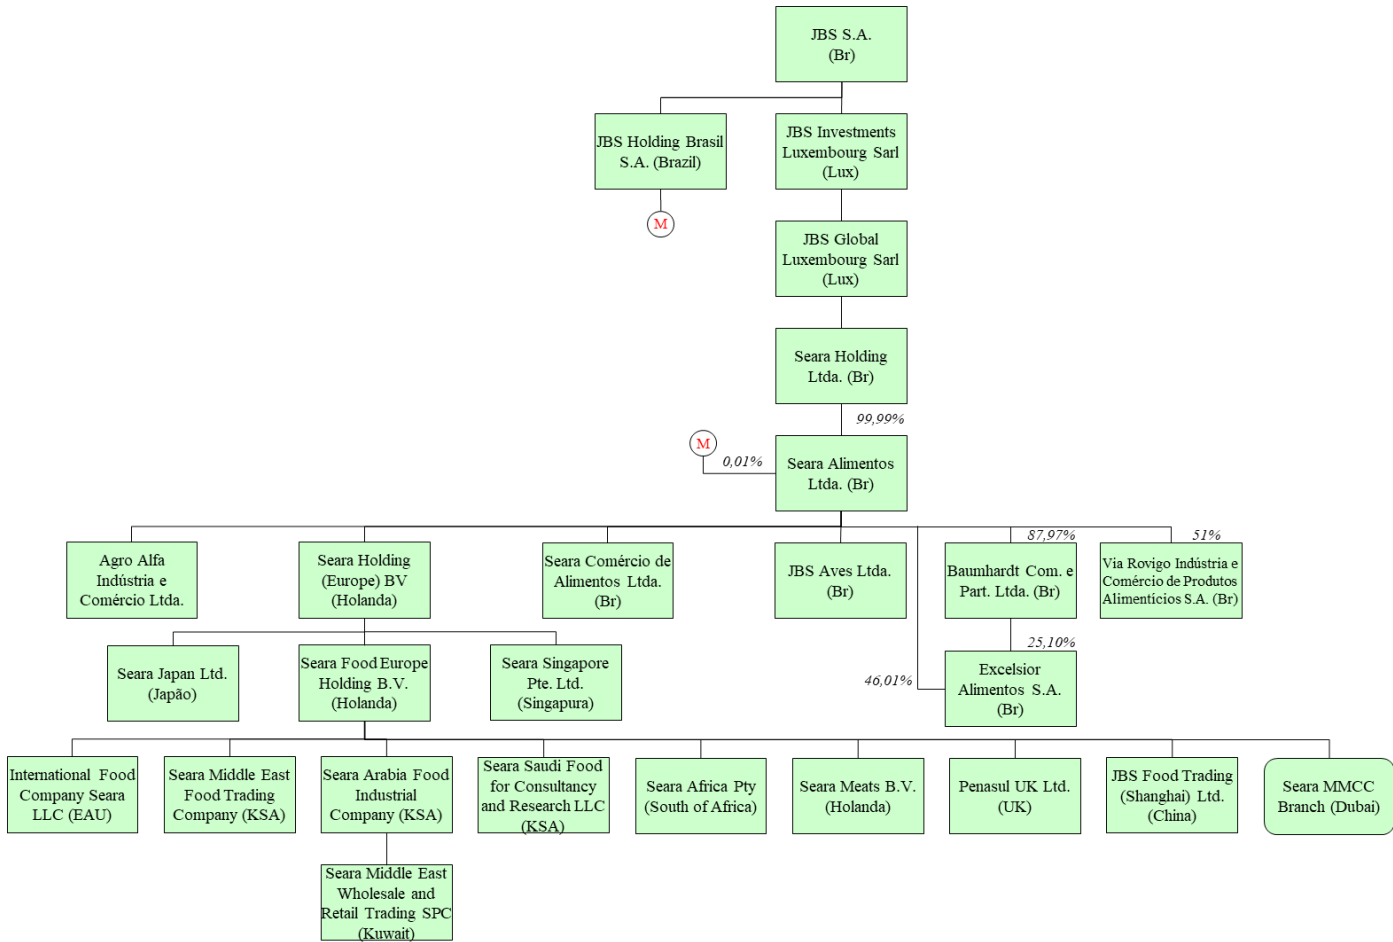 JBS S.A.
(Br)
JBS Holding Brasil
S.A. (Brazil)
JBS Investments
Luxembourg Sarl
(Lux)
M
JBS Global
Luxembourg Sarl
(Lux)
Seara Holding
Ltda. (Br)
99,99%
M
0,01%
Seara Alimentos
Ltda. (Br)
Agro Alfa
Indústria e
Comércio Ltda.
Seara Holding
(Europe) BV
(Holanda)
Seara Comércio de
Alimentos Ltda.
(Br)
JBS Aves Ltda.
(Br)
87,97%
Baumhardt Com. e
Part. Ltda. (Br)
51%
Via Rovigo Indústria e
Comércio de Produtos
Alimentícios S.A. (Br)
Seara Japan Ltd.
(Japão)
Seara Food Europe
Holding B.V.
(Holanda)
Seara Singapore
Pte. Ltd.
(Singapura)
46,01%
25,10%
Excelsior
Alimentos S.A.
(Br)
International Food
Company Seara
LLC (EAU)
Seara Middle East
Food Trading
Company (KSA)
Seara Arabia Food
Industrial
Company (KSA)
Seara Saudi Food
for Consultancy
and Research LLC
(KSA)
Seara Africa Pty
(South of Africa)
Seara Meats B.V.
(Holanda)
Penasul UK Ltd.
(UK)
JBS Food Trading
(Shanghai) Ltd.
(China)
Seara MMCC
Branch (Dubai)
Seara Middle East
Wholesale and
Retail Trading SPC
(Kuwait)